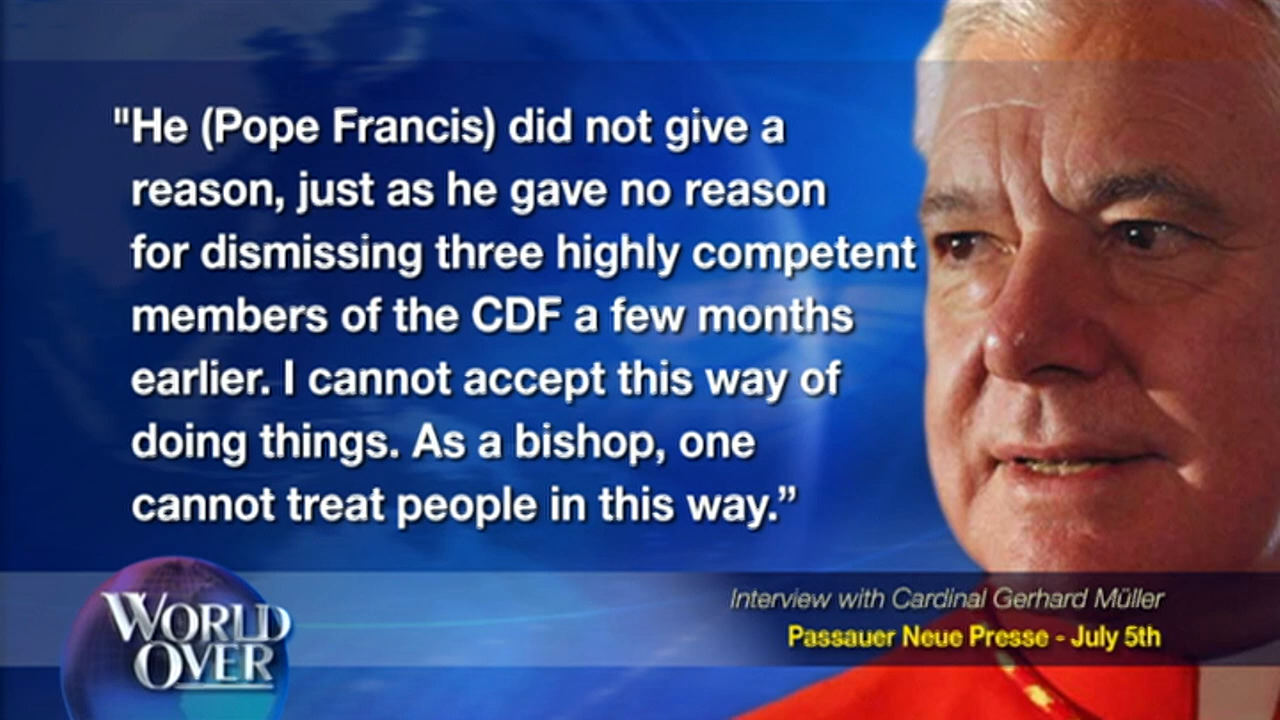 "He (Pope Francis) did not give a
reason, just as he gave no reason
for dismissing three highly competent
members of the CDF a few months
earlier. I cannot accept this way of
doing things. As a bishop, one
cannot treat people in this way.”
Interview with Cardinal Gerhard Müller
Passauer Neue Presse - July 5th
WORLD
OVER